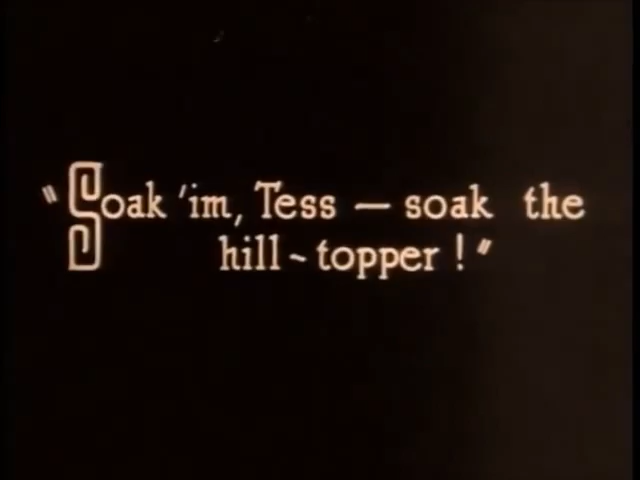 "Soak 'im, Tess — soak the
hill-topper!"